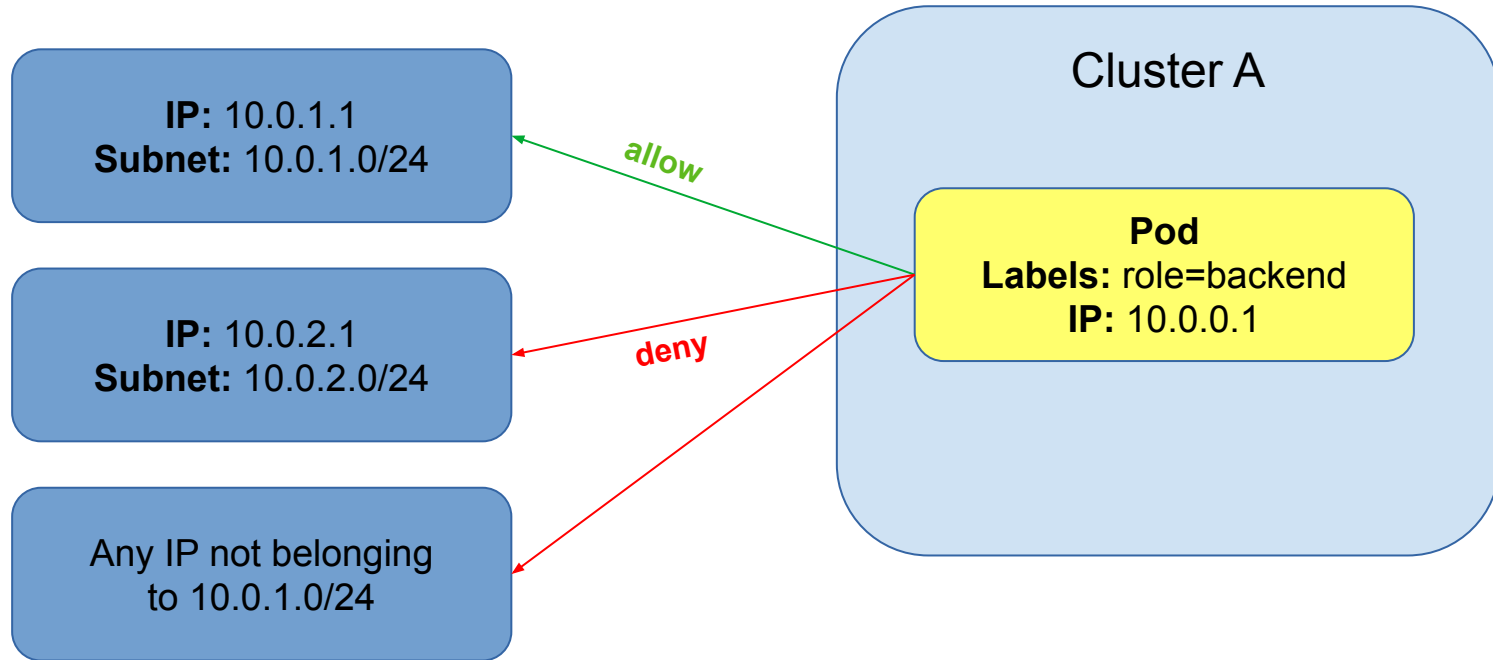 Cluster A
IP: 10.0.1.1
Subnet: 10.0.1.0/24
allow
Pod
Labels: role=backend
IP: 10.0.0.1
IP: 10.0.2.1
Subnet: 10.0.2.0/24
deny
Any IP not belonging
to 10.0.1.0/24